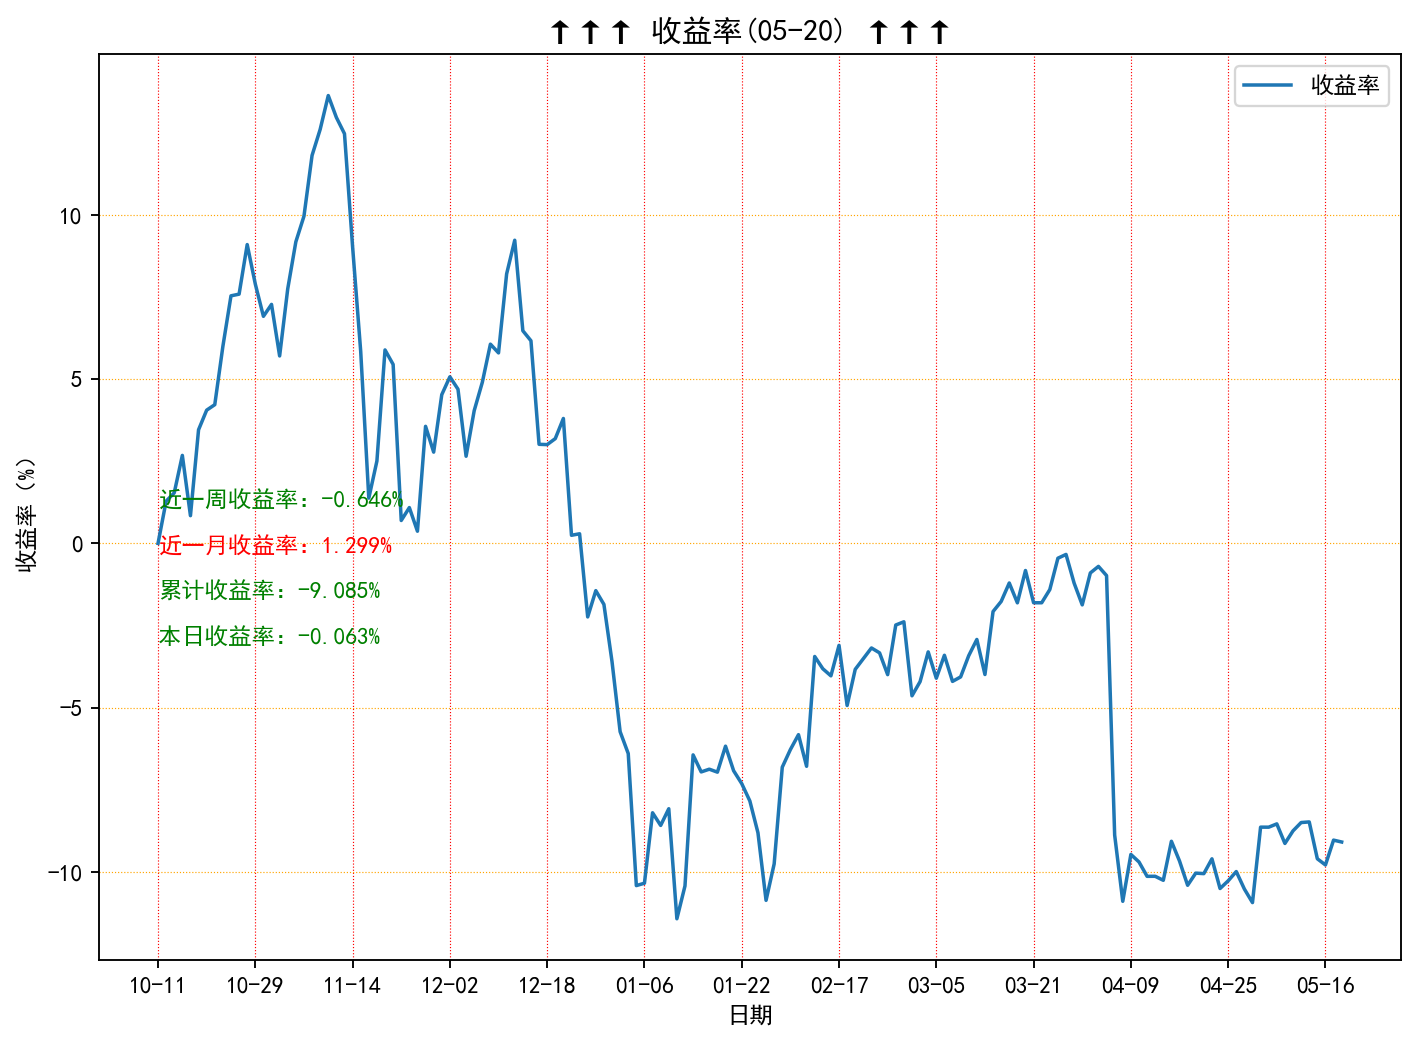 ↑↑↑ 收益率(05-20) ↑↑↑
收益率
收益率 (%)
10
5
0
-5
-10
近一周收益率: -0.646%
近一月收益率: 1.299%
累计收益率: -9.085%
本日收益率: -0.063%
10-11 10-29 11-14 12-02 12-18 01-06 01-22 02-17 03-05 03-21 04-09 04-25 05-16
日期